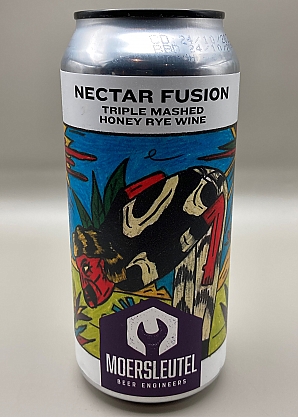 NECTAR FUSION
TRIPLE MASHED
HONEY RYE WINE
MOERSLEUTEL
BEER ENGINEERS